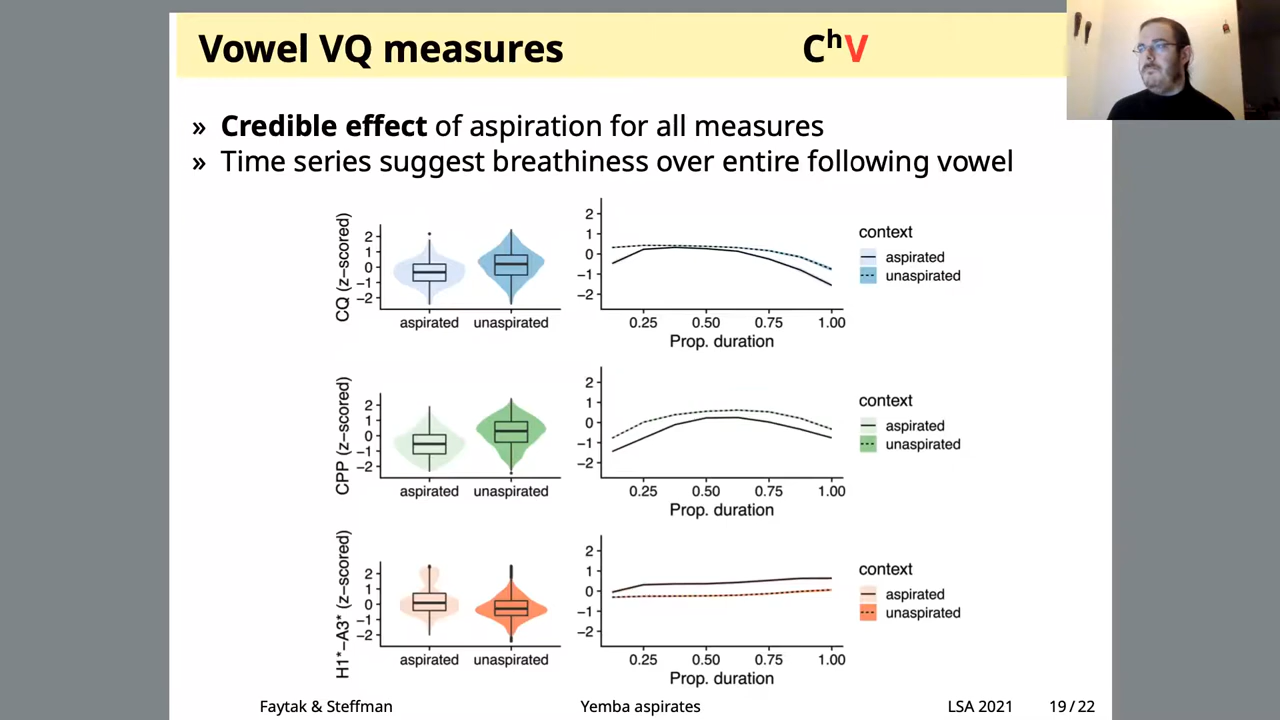 Vowel VQ measures
CʰV
» Credible effect of aspiration for all measures
» Time series suggest breathiness over entire following vowel
CQ (z−scored)
2
1
0
−1
−2
aspirated unaspirated
2
1
0
−1
−2
0.25 0.50 0.75 1.00
Prop. duration
context
aspirated
unaspirated
CPP (z−scored)
2
1
0
−1
−2
aspirated unaspirated
2
1
0
−1
−2
0.25 0.50 0.75 1.00
Prop. duration
context
aspirated
unaspirated
H1*−A3* (z−scored)
2
1
0
−1
−2
aspirated unaspirated
2
1
0
−1
−2
0.25 0.50 0.75 1.00
Prop. duration
context
aspirated
unaspirated
Faytak & Steffman Yemba aspirates LSA 2021 19 / 22